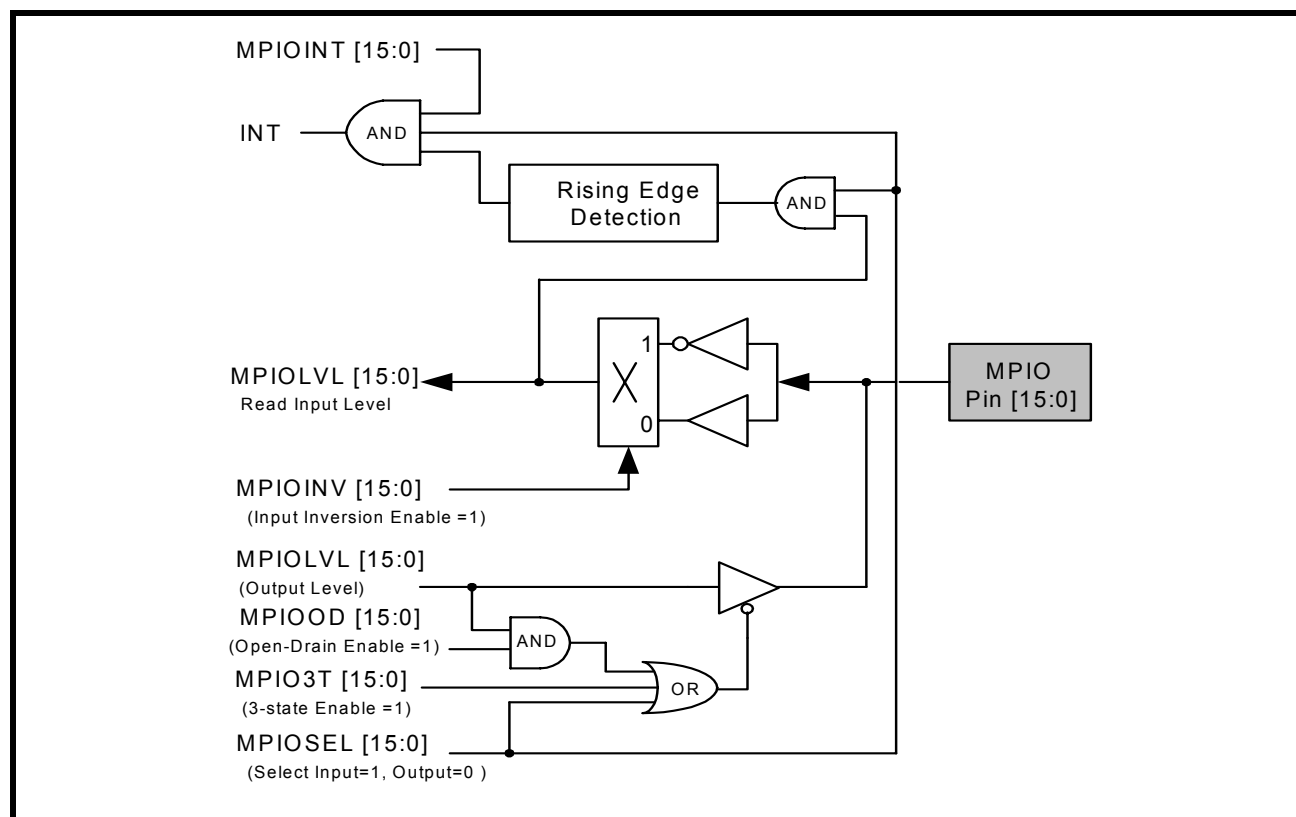 MPIOINT [15:0]
INT
AND
Rising Edge
Detection
AND
1
MPIOLVL [15:0]
Read Input Level
0
MPIO
Pin [15:0]
MPIOINV [15:0]
(Input Inversion Enable =1)
MPIOLVL [15:0]
(Output Level)
MPIOOD [15:0]
(Open-Drain Enable =1)
AND
MPIO3T [15:0]
(3-state Enable =1)
OR
MPIOSEL [15:0]
(Select Input=1, Output=0 )